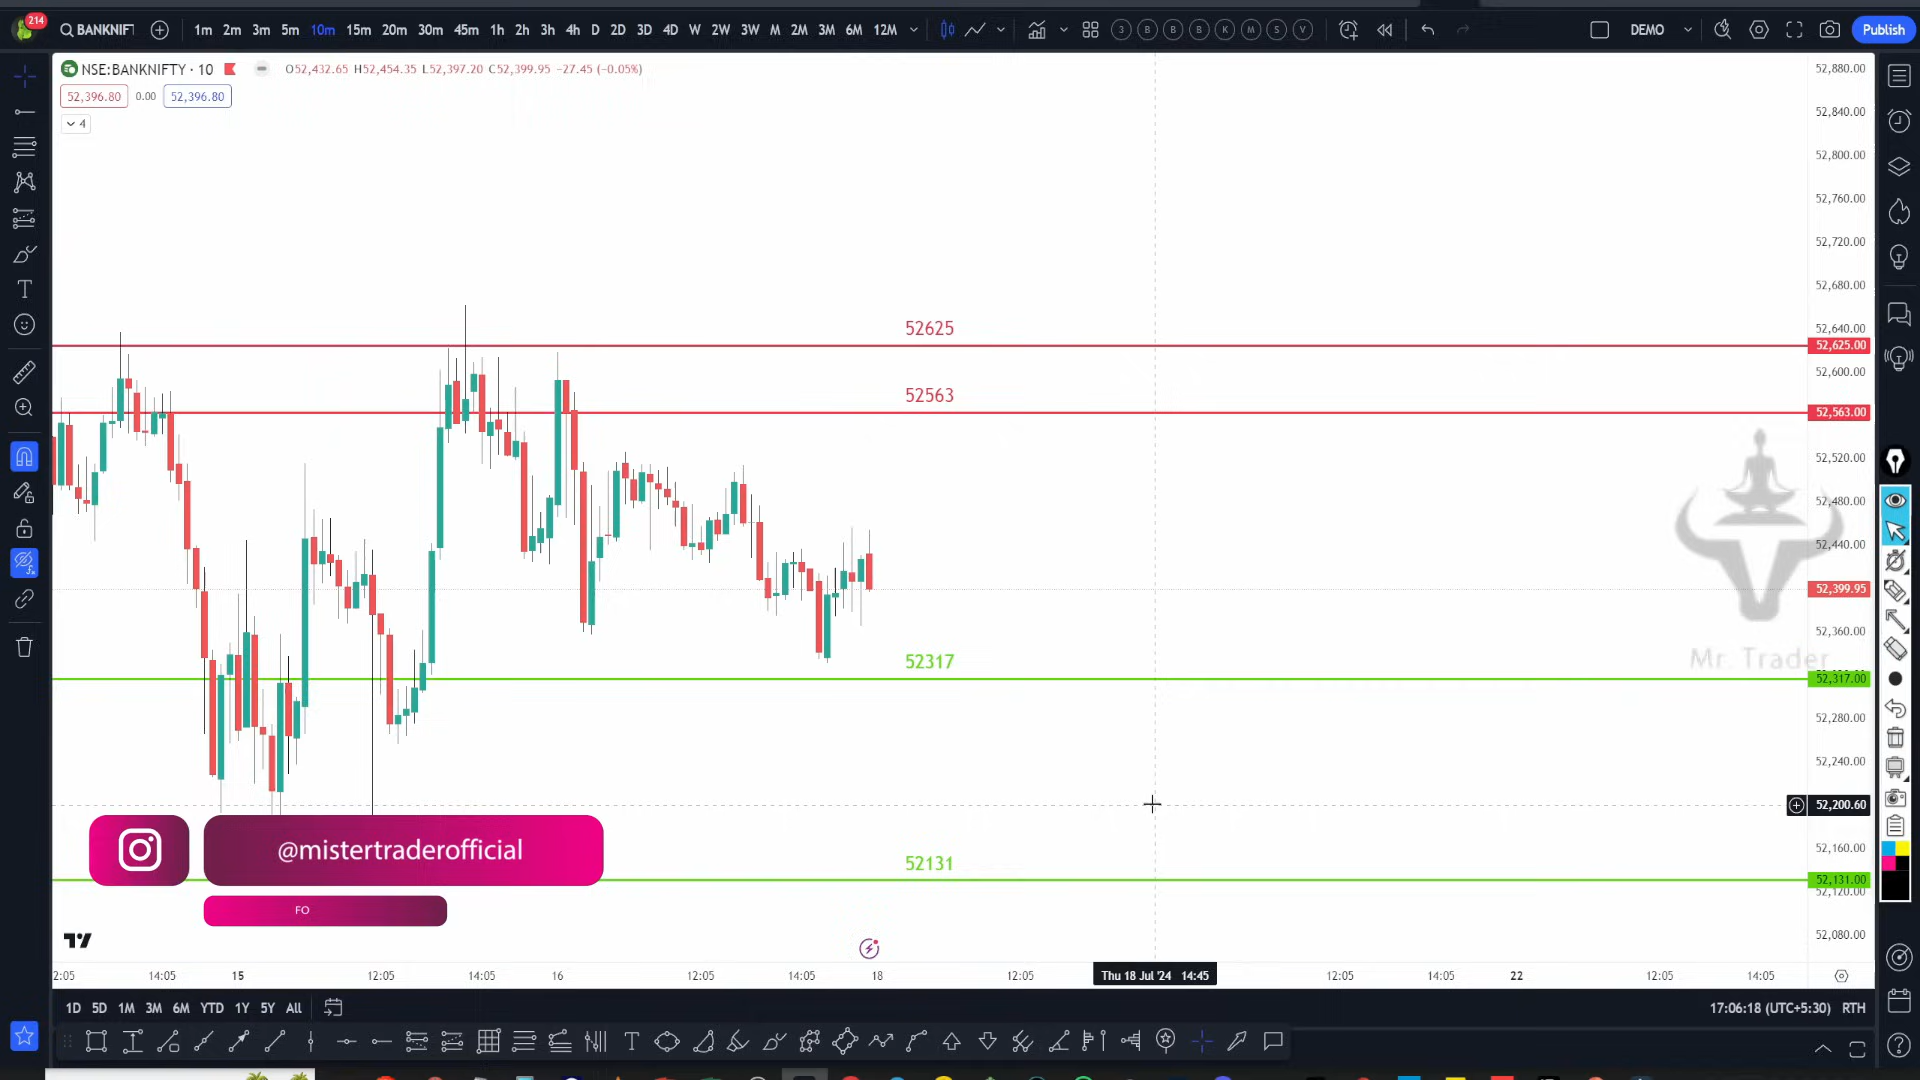 214
BANKNIFTY
1m 2m 3m 5m 10m 15m 20m 30m 45m 1h 2h 3h 4h D 2D 3D 4D W 2W 3W M 2M 3M 6M 12M
3 B B B K M S V
DEMO
Publish
NSE:BANKNIFTY · 10
O52,432.65 H52,454.35 L52,397.20 C52,399.95 −27.45 (−0.05%)
52,396.80 0.00 52,396.80
4
52,880.00
52,840.00
52,800.00
52,760.00
52,720.00
52,680.00
52,640.00
52625
52,625.00
52,600.00
52563
52,563.00
52,520.00
52,480.00
52,440.00
52,399.95
52,360.00
Mr. Trader
52317
52,317.00
52,280.00
52,240.00
52,200.60
52,160.00
@mistertraderofficial
52131
52,131.00
52,120.00
FO
52,080.00
2:05 14:05 15 12:05 14:05 16 12:05 14:05 18 12:05 Thu 18 Jul '24 14:45 12:05 14:05 22 12:05 14:05
1D 5D 1M 3M 6M YTD 1Y 5Y All
17:06:18 (UTC+5:30) RTH